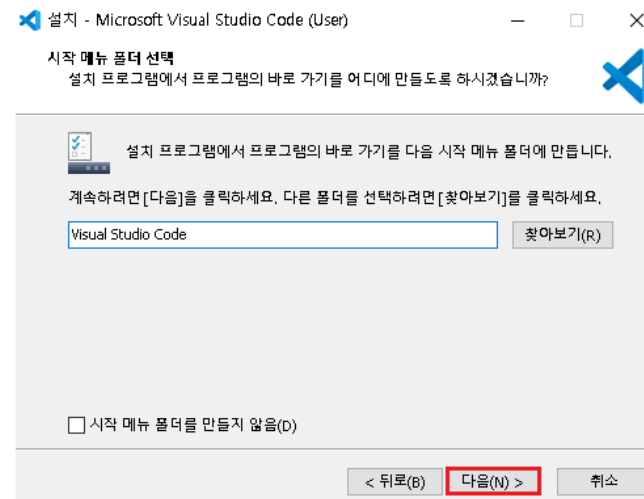 설치 - Microsoft Visual Studio Code (User)
시작 메뉴 폴더 선택
설치 프로그램에서 프로그램의 바로 가기를 어디에 만들도록 하시겠습니까?
설치 프로그램에서 프로그램의 바로 가기를 다음 시작 메뉴 폴더에 만듭니다.
계속하려면 [다음]을 클릭하세요. 다른 폴더를 선택하려면 [찾아보기]를 클릭하세요.
Visual Studio Code
찾아보기(R)
시작 메뉴 폴더를 만들지 않음(D)
< 뒤로(B) 다음(N) > 취소